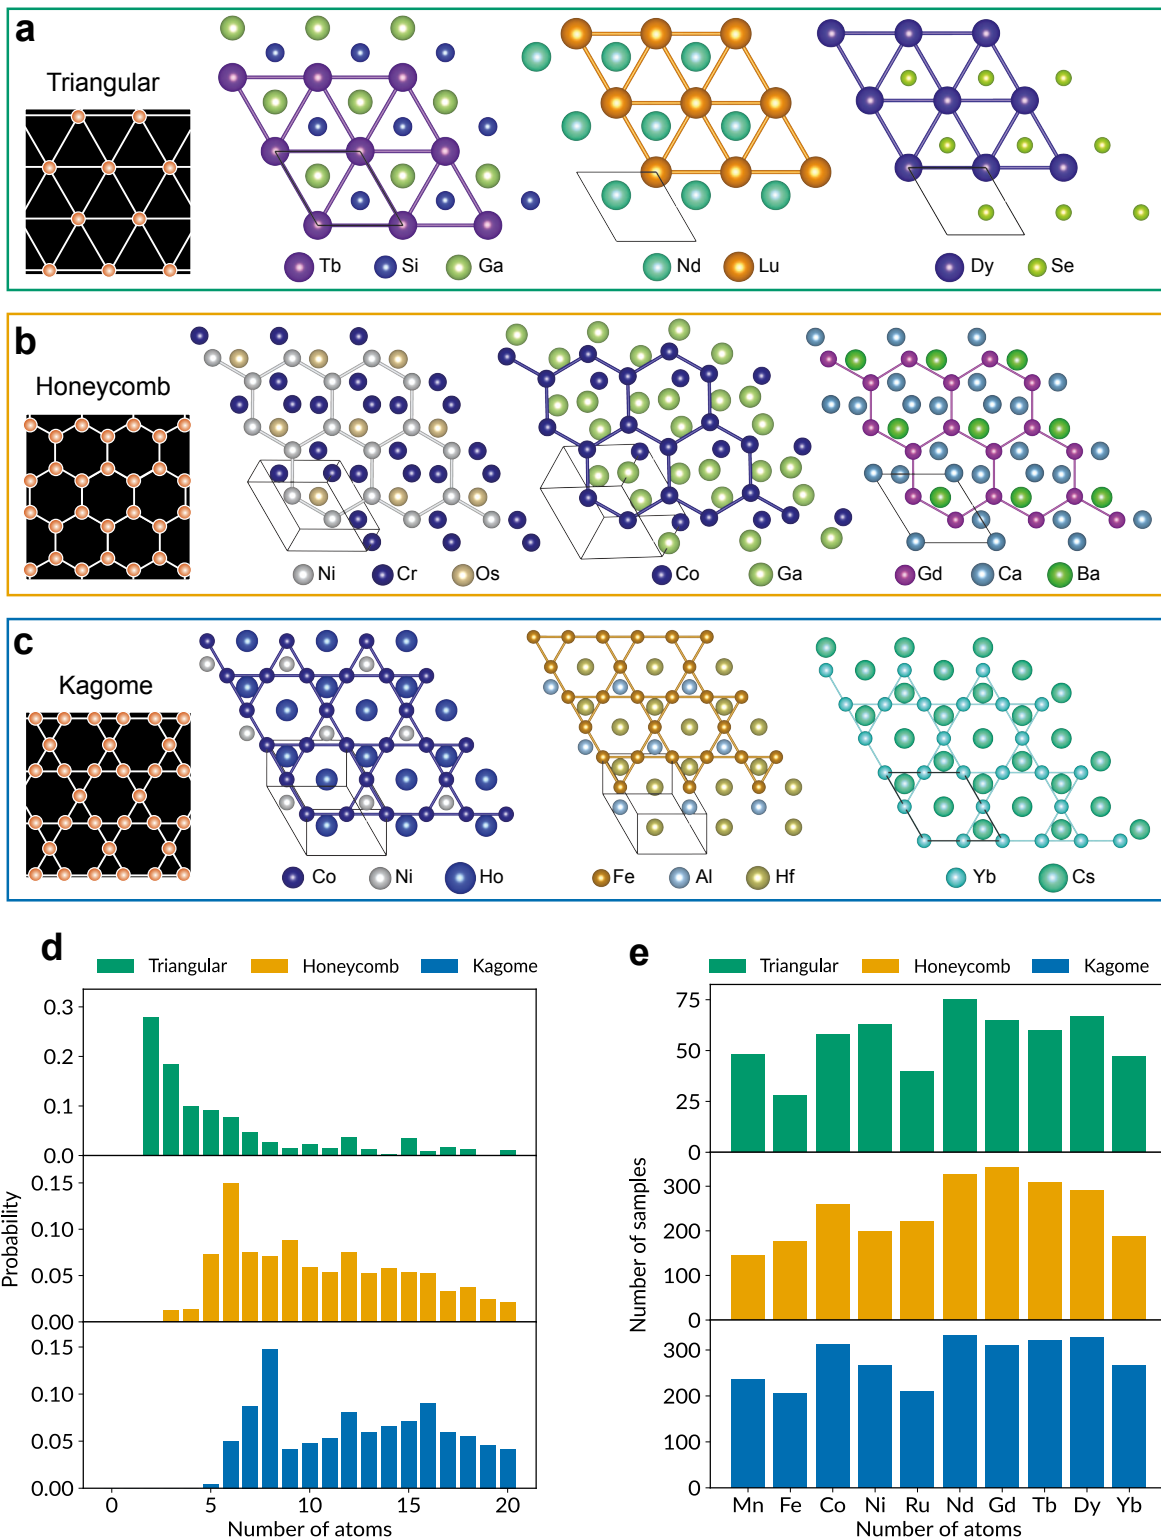 a
Triangular
Tb Si Ga
Nd Lu
Dy Se
b
Honeycomb
Ni Cr Os
Co Ga
Gd Ca Ba
c
Kagome
Co Ni Ho
Fe Al Hf
Yb Cs
d
Triangular Honeycomb Kagome
0.3
0.2
0.1
0.0
0.15
0.10
0.05
0.00
0.15
0.10
0.05
0.00
Probability
0 5 10 15 20
Number of atoms
e
Triangular Honeycomb Kagome
75
50
25
0
300
200
100
0
300
200
100
0
Number of samples
Mn Fe Co Ni Ru Nd Gd Tb Dy Yb
Number of atoms